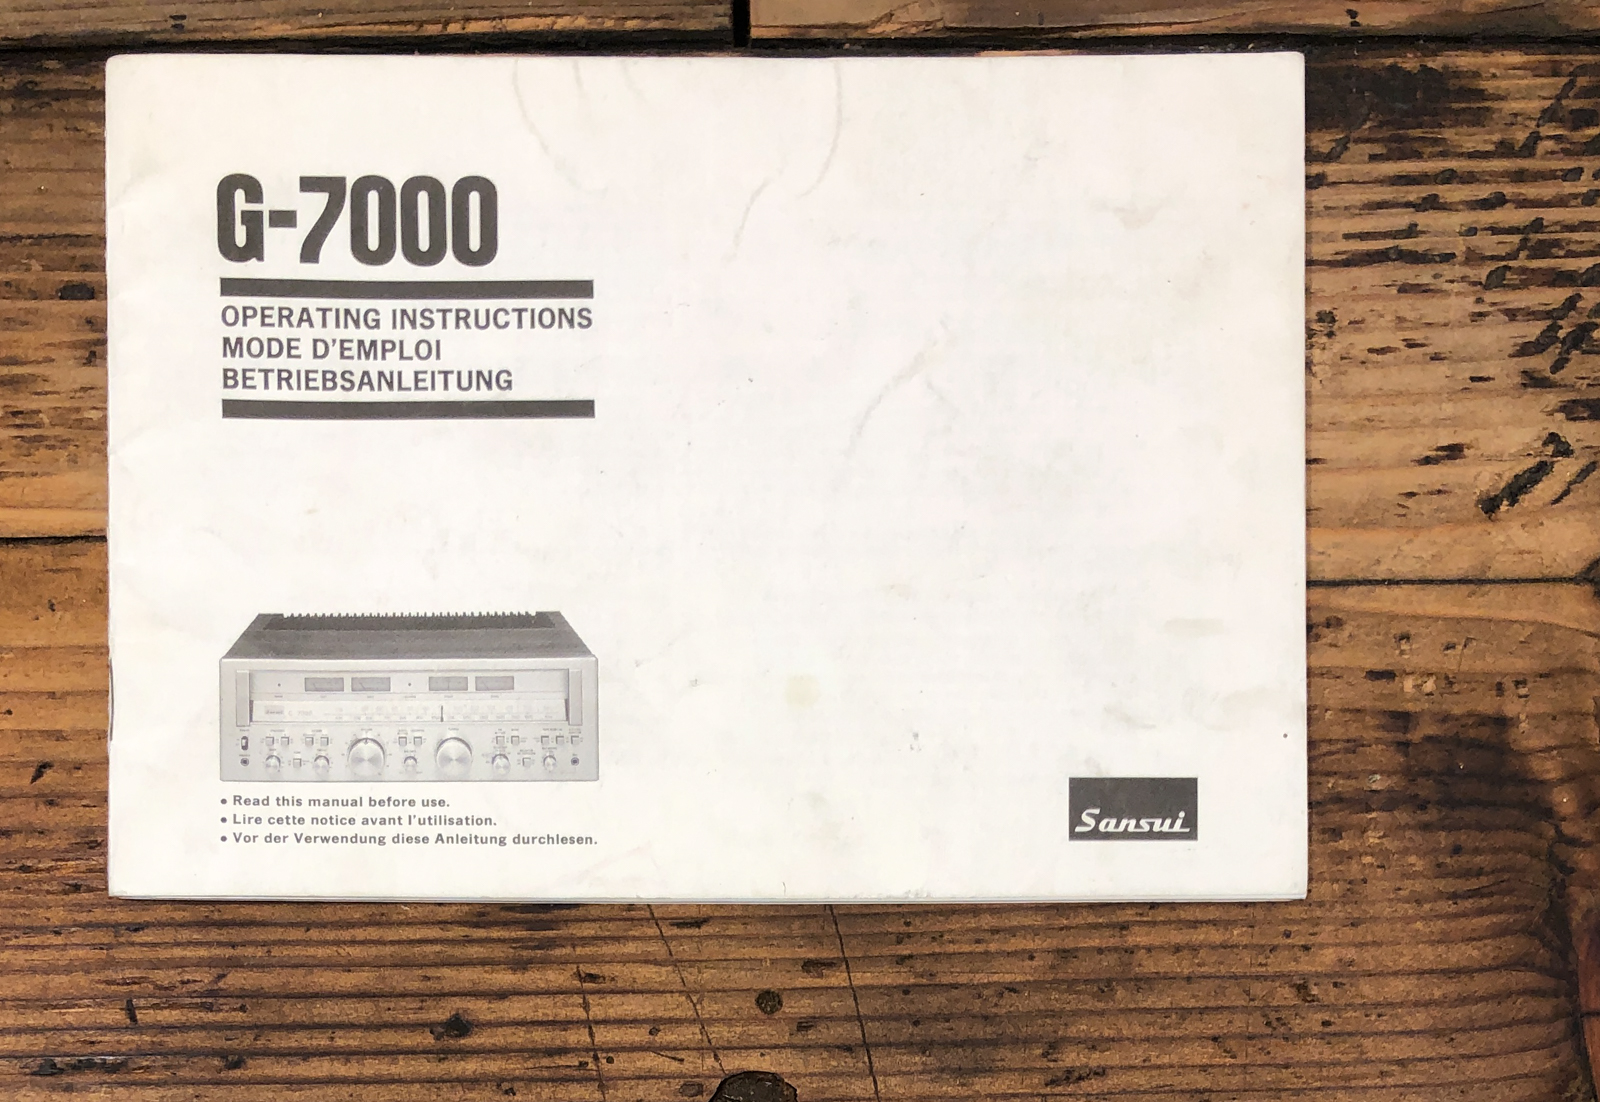 G-7000
OPERATING INSTRUCTIONS
MODE D'EMPLOI
BETRIEBSANLEITUNG
• Read this manual before use.
• Lire cette notice avant l'utilisation.
• Vor der Verwendung diese Anleitung durchlesen.
Sansui